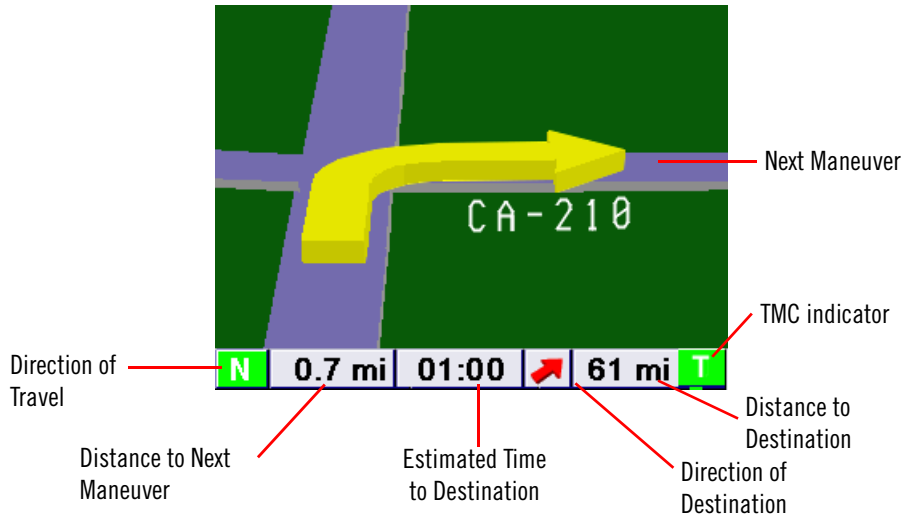 Next Maneuver
CA-210
TMC indicator
Direction of
Travel
N 0.7 mi 01:00 61 mi T
Distance to
Destination
Distance to Next
Maneuver
Estimated Time
to Destination
Direction of
Destination